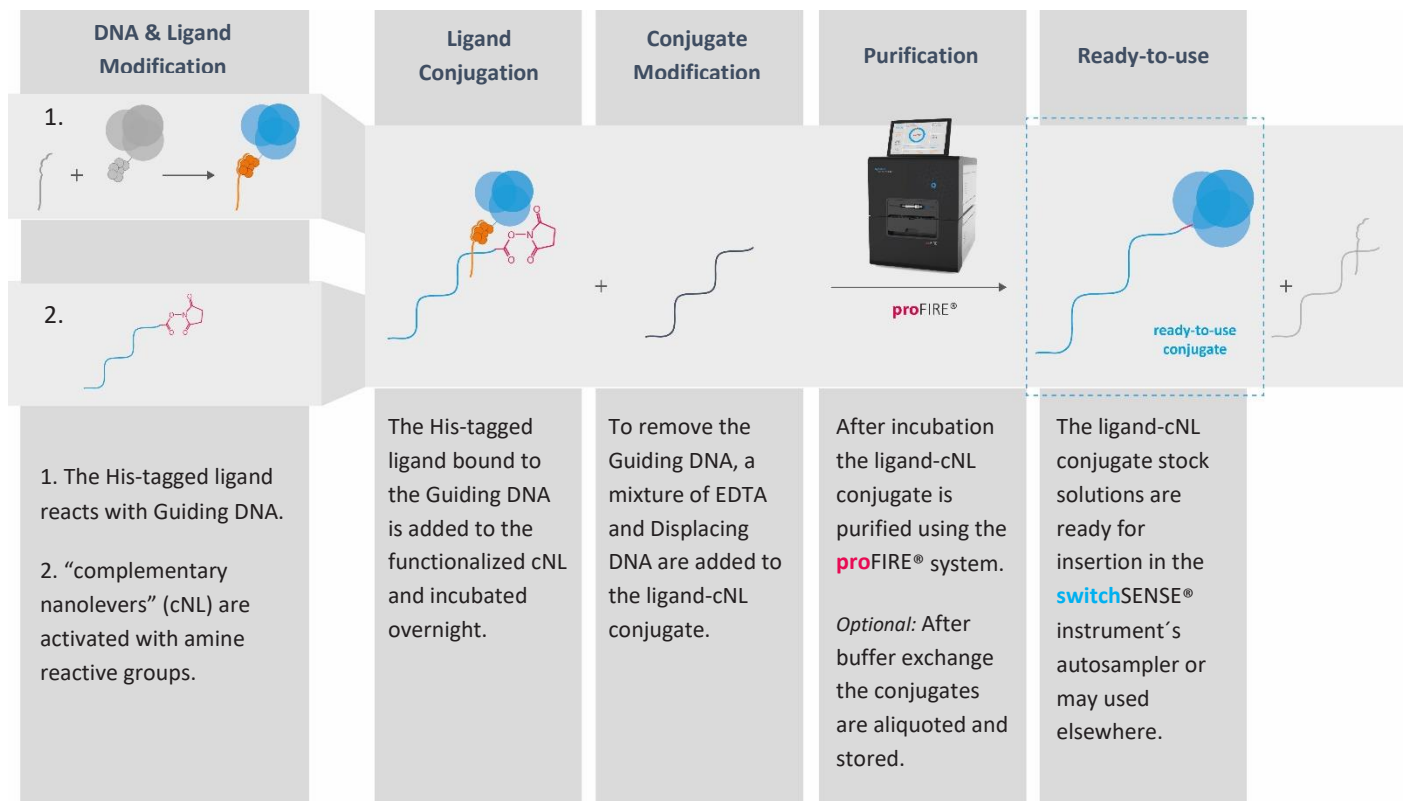 DNA & Ligand
Modification
Ligand
Conjugation
Conjugate
Modification
Purification
Ready-to-use
1.
+
2.
O
O
N
O
O
O
O
O
N
O
O
O
+
proFIRE®
ready-to-use
conjugate
+
1. The His-tagged ligand
reacts with Guiding DNA.
2. “complementary
nanolevers” (cNL) are
activated with amine
reactive groups.
The His-tagged
ligand bound to
the Guiding DNA
is added to the
functionalized cNL
and incubated
overnight.
To remove the
Guiding DNA, a
mixture of EDTA
and Displacing
DNA are added to
the ligand-cNL
conjugate.
After incubation
the ligand-cNL
conjugate is
purified using the
proFIRE® system.
Optional: After
buffer exchange
the conjugates
are aliquoted and
stored.
The ligand-cNL
conjugate stock
solutions are
ready for
insertion in the
switchSENSE®
instrument´s
autosampler or
may used
elsewhere.